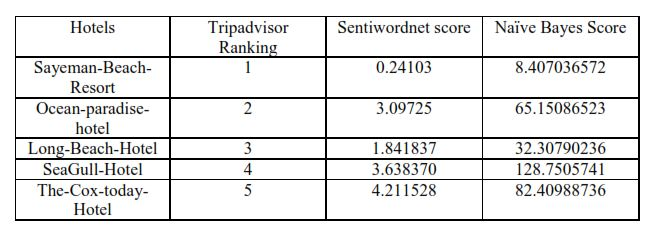 Hotels Tripadvisor Ranking Sentiwordnet score Naïve Bayes Score
Sayeman-Beach-Resort 1 0.24103 8.407036572
Ocean-paradise-hotel 2 3.09725 65.15086523
Long-Beach-Hotel 3 1.841837 32.30790236
SeaGull-Hotel 4 3.638370 128.7505741
The-Cox-today-Hotel 5 4.211528 82.40988736